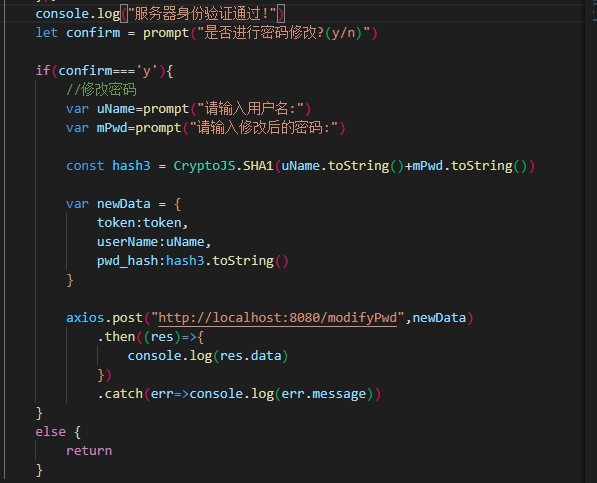 console.log("服务器身份验证通过!")
let confirm = prompt("是否进行密码修改?(y/n)")
if(confirm==='y'){
//修改密码
var uName=prompt("请输入用户名:")
var mPwd=prompt("请输入修改后的密码:")
const hash3 = CryptoJS.SHA1(uName.toString()+mPwd.toString())
var newData = {
token:token,
userName:uName,
pwd_hash:hash3.toString()
}
axios.post("http://localhost:8080/modifyPwd",newData)
.then((res)=>{
console.log(res.data)
})
.catch(err=>console.log(err.message))
}
else {
return
}